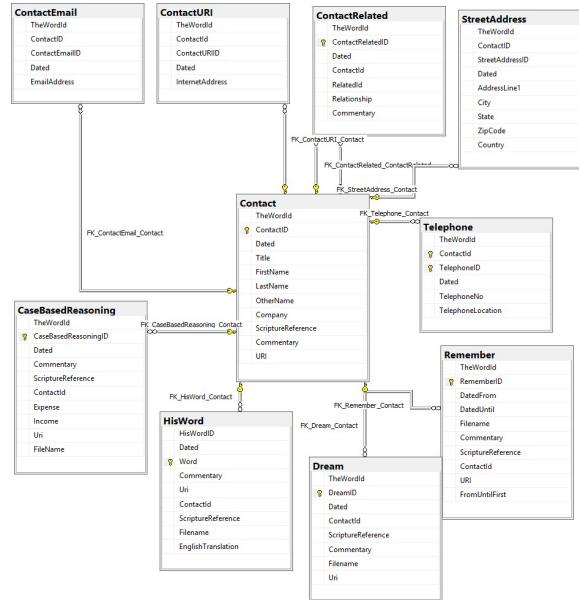 ContactEmail
TheWordId
ContactID
ContactEmailID
Dated
EmailAddress
ContactURI
TheWordId
ContactId
ContactURIID
Dated
InternetAddress
ContactRelated
TheWordId
ContactRelatedID
Dated
ContactId
RelatedId
Relationship
Commentary
StreetAddress
TheWordID
ContactID
StreetAddressID
Dated
AddressLine1
City
State
ZipCode
Country
FK_ContactURI_Contact
FK_ContactRelated_ContactRelated
FK_StreetAddress_Contact
FK_Telephone_Contact
FK_ContactEmail_Contact
Contact
TheWordId
ContactID
Dated
Title
FirstName
LastName
OtherName
Company
ScriptureReference
Commentary
URI
Telephone
TheWordID
ContactId
TelephoneID
Dated
TelephoneNo
TelephoneLocation
CaseBasedReasoning
TheWordId
CaseBasedReasoningID
Dated
Commentary
ScriptureReference
ContactId
Expense
Income
Uri
FileName
FK_CaseBasedReasoning_Contact
FK_HisWord_Contact
FK_Remember_Contact
FK_Dream_Contact
Remember
TheWordId
RememberID
DatedFrom
DatedUntil
Filename
Commentary
ScriptureReference
ContactId
URI
FromUntilFirst
HisWord
HisWordID
Dated
Word
Commentary
Uri
ContactId
ScriptureReference
Filename
EnglishTranslation
Dream
TheWordId
DreamID
Dated
ContactId
ScriptureReference
Commentary
Filename
Uri